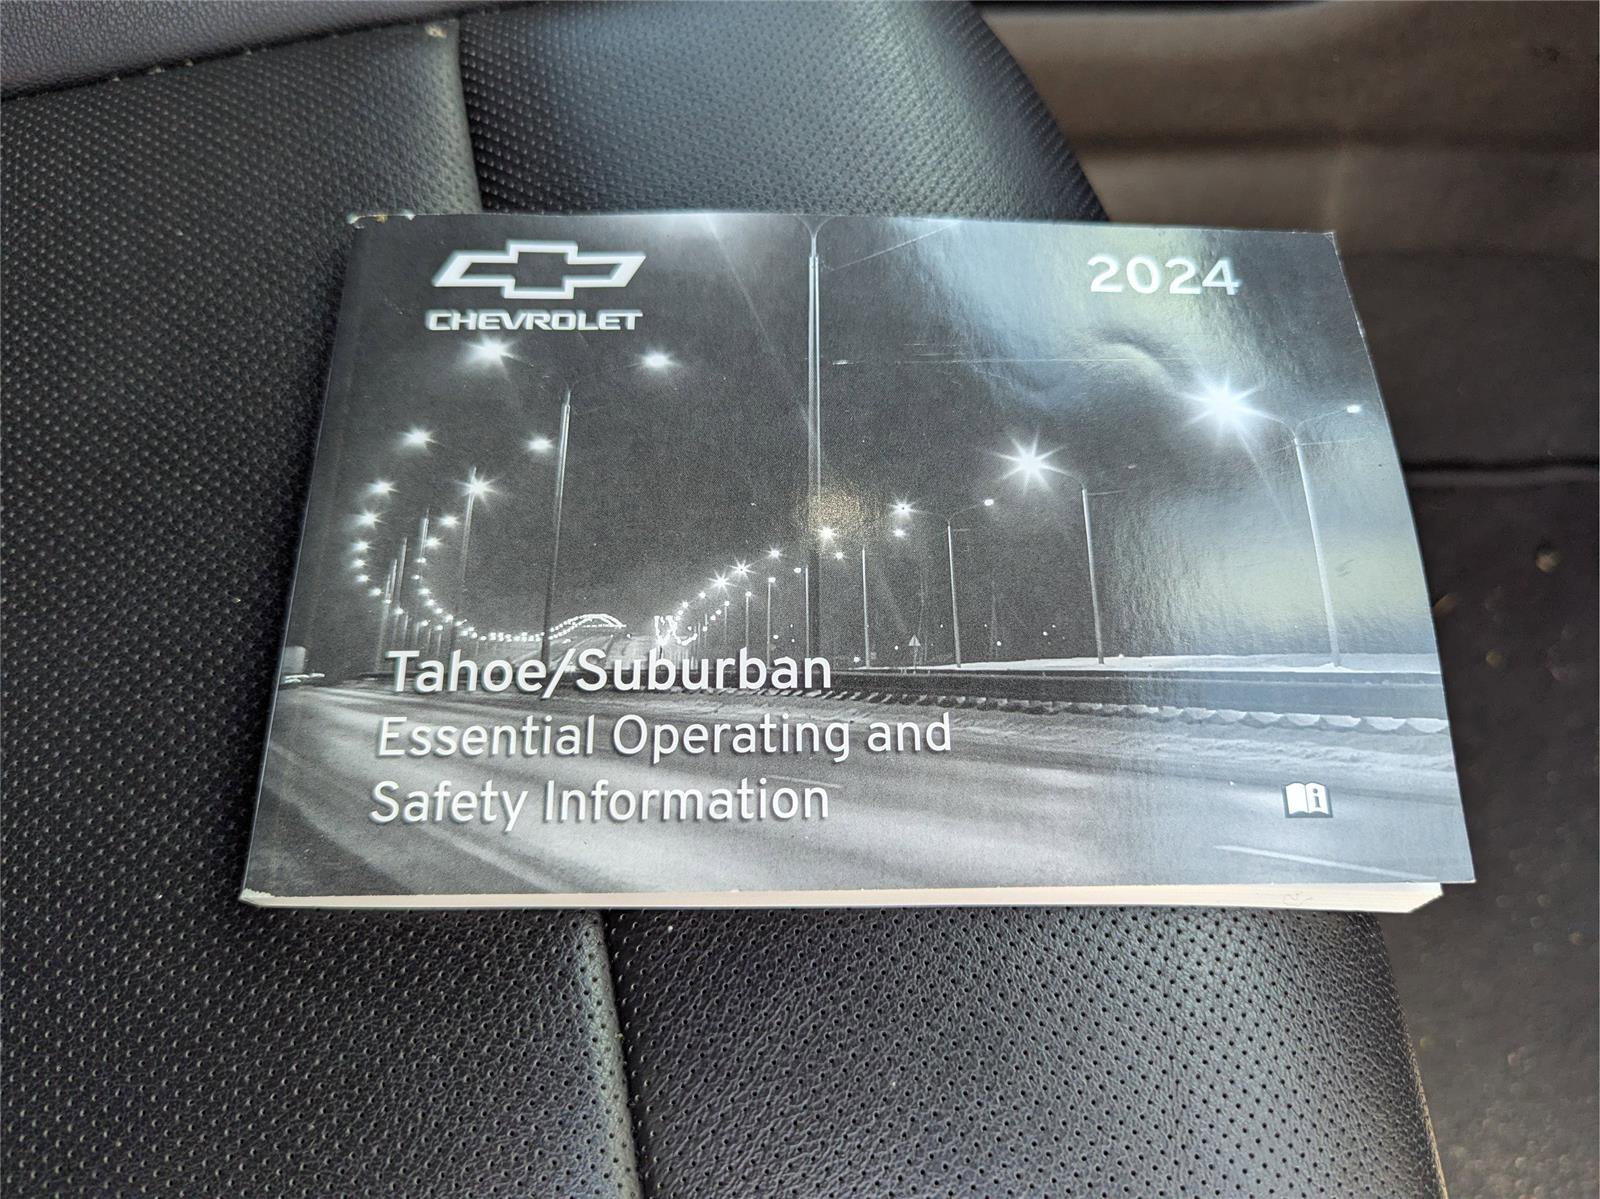 CHEVROLET
2024
Tahoe/Suburban
Essential Operating and
Safety Information